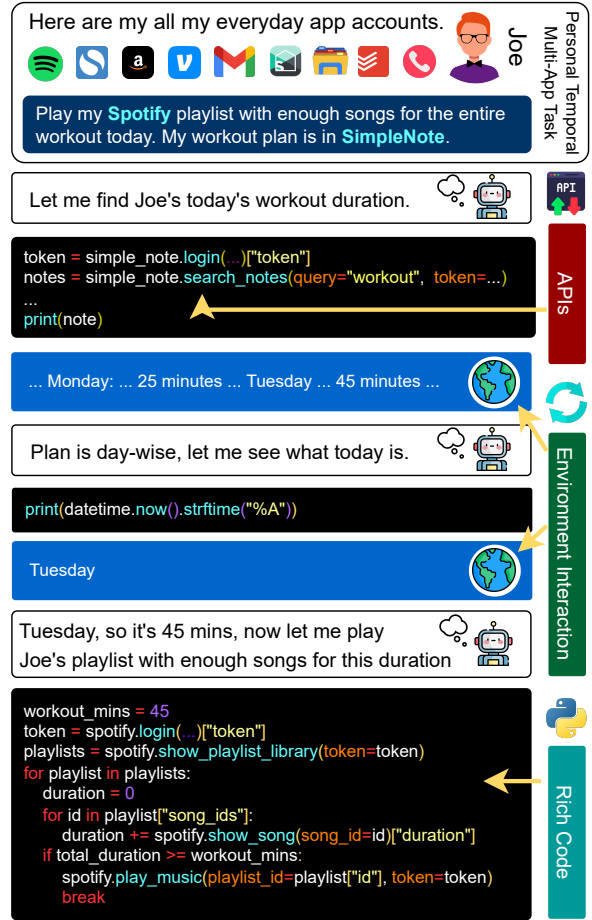 Here are my all my everyday app accounts.
Joe
Personal Temporal
Multi-App Task
Play my Spotify playlist with enough songs for the entire
workout today. My workout plan is in SimpleNote.
Let me find Joe's today's workout duration.
API
token = simple_note.login(...)["token"]
notes = simple_note.search_notes(query="workout", token=...)
...
print(note)
APIs
... Monday: ... 25 minutes ... Tuesday ... 45 minutes ...
Plan is day-wise, let me see what today is.
print(datetime.now().strftime("%A"))
Tuesday
Environment Interaction
Tuesday, so it's 45 mins, now let me play
Joe's playlist with enough songs for this duration
workout_mins = 45
token = spotify.login(...)["token"]
playlists = spotify.show_playlist_library(token=token)
for playlist in playlists:
duration = 0
for id in playlist["song_ids"]:
duration += spotify.show_song(song_id=id)["duration"]
if total_duration >= workout_mins:
spotify.play_music(playlist_id=playlist["id"], token=token)
break
Rich Code